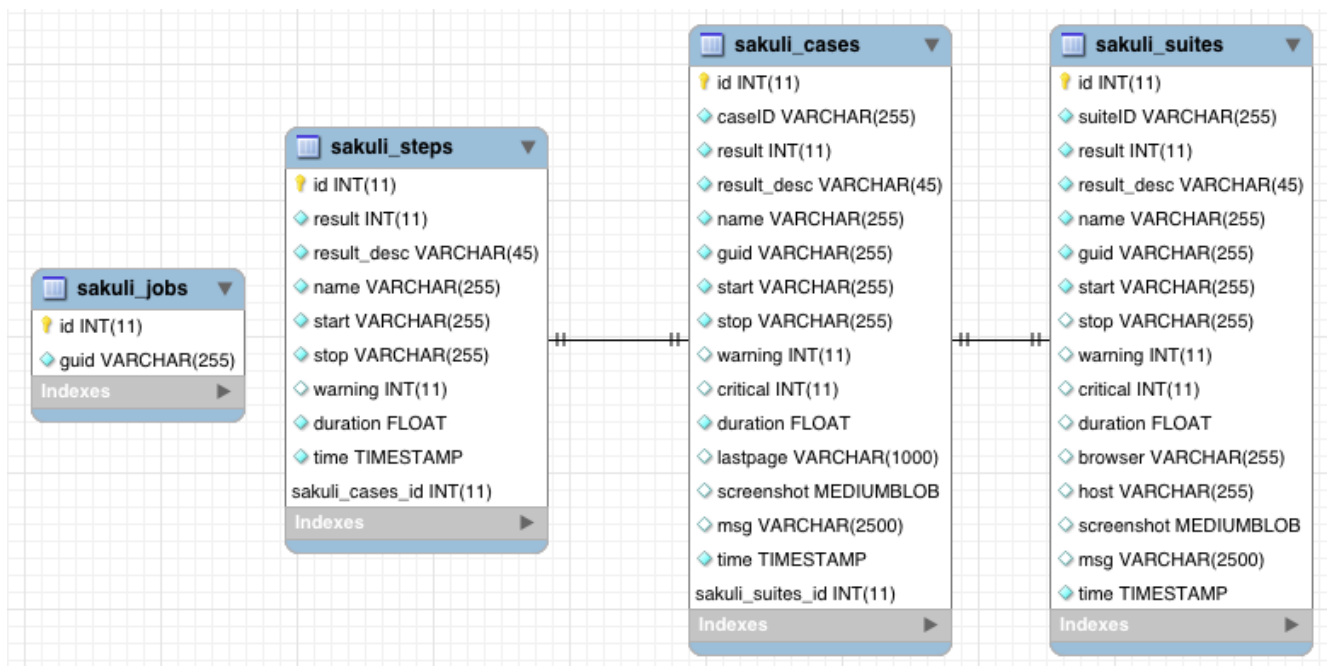 sakuli_jobs
id INT(11)
guid VARCHAR(255)
Indexes
sakuli_steps
id INT(11)
result INT(11)
result_desc VARCHAR(45)
name VARCHAR(255)
start VARCHAR(255)
stop VARCHAR(255)
warning INT(11)
duration FLOAT
time TIMESTAMP
sakuli_cases_id INT(11)
Indexes
sakuli_cases
id INT(11)
caseID VARCHAR(255)
result INT(11)
result_desc VARCHAR(45)
name VARCHAR(255)
guid VARCHAR(255)
start VARCHAR(255)
stop VARCHAR(255)
warning INT(11)
critical INT(11)
duration FLOAT
lastpage VARCHAR(1000)
screenshot MEDIUMBLOB
msg VARCHAR(2500)
time TIMESTAMP
sakuli_suites_id INT(11)
Indexes
sakuli_suites
id INT(11)
suiteID VARCHAR(255)
result INT(11)
result_desc VARCHAR(45)
name VARCHAR(255)
guid VARCHAR(255)
start VARCHAR(255)
stop VARCHAR(255)
warning INT(11)
critical INT(11)
duration FLOAT
browser VARCHAR(255)
host VARCHAR(255)
screenshot MEDIUMBLOB
msg VARCHAR(2500)
time TIMESTAMP
Indexes